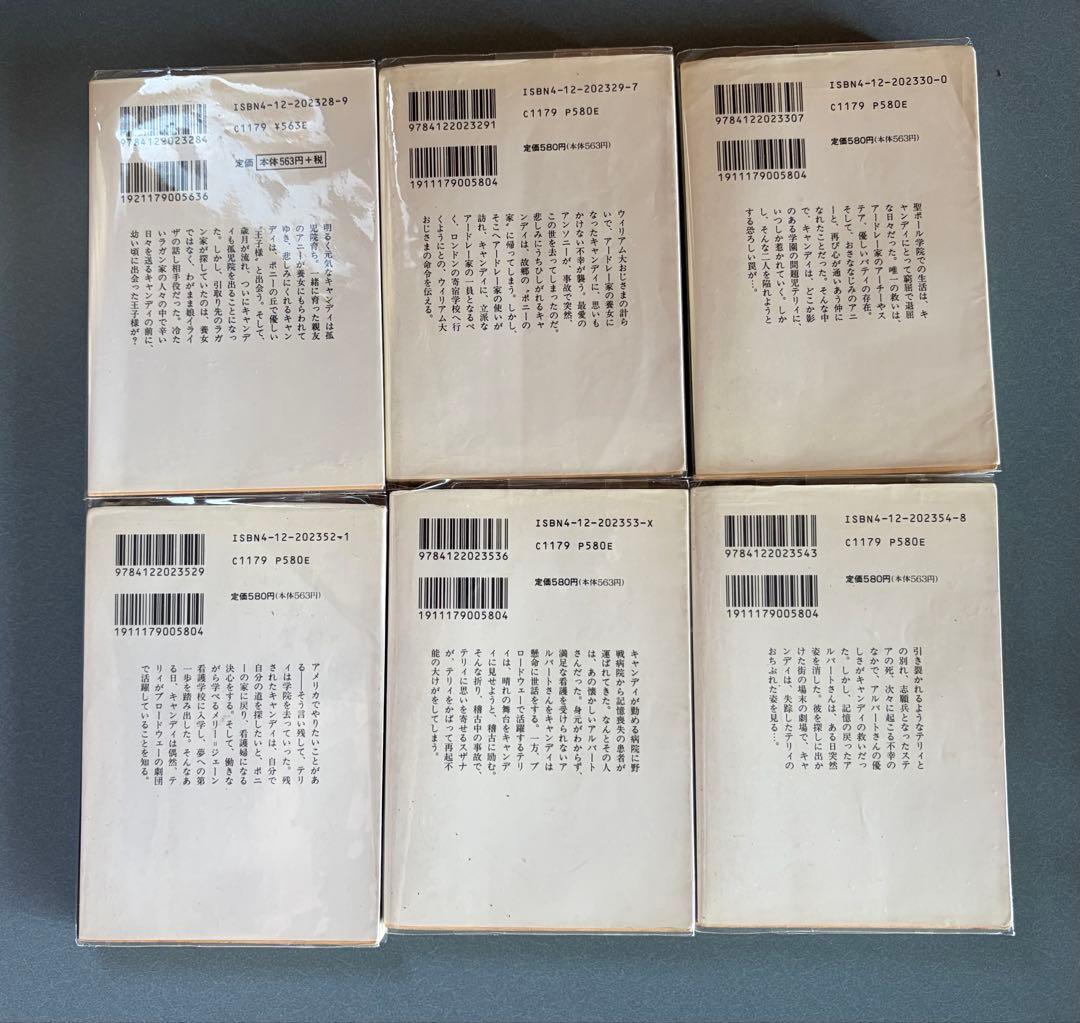 ISBN4-12-202328-9
C1179 ¥563E
9784122023284
定価 本体563円+税
1921179005636
明るく元気なキャンディは孤
児院育ち。一緒に育った親友
のアニーが養女にもらわれて
ゆき、悲しみにくれるキャン
ディは、ポニーの丘で優しい
“王子様”と出会う。そして、
歳月が流れ、ついにキャンデ
ィも孤児院を出ることになっ
た。しかし、引取り先のラガ
ン家が探していたのは、養女
ではなく、わがまま娘イライ
ザの話し相手役だった。冷た
いラガン家の人々の中で辛い
日々を送るキャンディの前に、
幼い頃に出会った王子様が?
ISBN4-12-202329-7
C1179 P580E
9784122023291
定価580円(本体563円)
1911179005804
ウィリアム大おじさまの計ら
いで、アードレー家の養女に
なったキャンディに、思いも
かけない不幸が襲う。最愛の
アンソニーが、事故で突然、
この世を去ってしまったのだ。
悲しみにうちひしがれるキャ
ンディは、故郷の“ポニーの
家”に帰ってしまう。しかし、
そこへアードレー家の使いが
訪れ、キャンディに、立派な
アードレー家の一員となるべ
く、ロンドンの寄宿学校へ行
くようにとの、ウィリアム大
おじさまの命令を伝える。
ISBN4-12-202330-0
C1179 P580E
9784122023307
定価580円(本体563円)
1911179005804
聖ポール学院での生活は、キ
ャンディにとって窮屈で退屈
な日々だった。唯一の救いは、
アードレー家のアーチーやス
テア、優しいパティの存在。
そして、おさななじみのアニ
ーと、再び心が通いあう仲に
なれたことだった。そんな中
で、キャンディは、どこか影
のある学園の問題児テリィに、
いつしか惹かれていく。しか
し、そんな二人を陥れようと
する恐ろしい罠が…。
ISBN4-12-202352-1
C1179 P580E
9784122023529
定価580円(本体563円)
1911179005804
アメリカでやりたいことがあ
る――そう言い残して、テリ
ィは学院を去っていった。残
されたキャンディは、自分で
自分の道を探したいと、ポニ
ーの家に戻り、看護婦になる
決心をする。そして、働きな
がら学べるメリー=ジェーン
看護学校に入学し、夢への第
一歩を踏み出した。そんなあ
る日、キャンディは偶然、テ
リィがブロードウェーの劇団
で活躍していることを知る。
ISBN4-12-202353-X
C1179 P580E
9784122023536
定価580円(本体563円)
1911179005804
キャンディが勤める病院に野
戦病院から記憶喪失の患者が
運ばれてきた。なんとその人
は、あの懐かしいアルバート
さんだった。身元がわからず、
満足な看護を受けられないア
ルバートさんをキャンディは
懸命に世話をする。一方、ブ
ロードウェーで活躍するテリ
ィは、晴れの舞台をキャンデ
ィに見せようと、稽古に励む。
そんな折り、稽古中の事故で、
テリィに思いを寄せるスザナ
が、テリィをかばって再起不
能の大けがをしてしまう。
ISBN4-12-202354-8
C1179 P580E
9784122023543
定価580円(本体563円)
1911179005804
引き裂かれるようなテリィと
の別れ、志願兵となったステ
アの死、次々に起こる不幸の
なかで、アルバートさんの優
しさがキャンディの救いだっ
た。しかし、記憶の戻ったア
ルバートさんは、ある日突然
姿を消した。彼を探しに出か
けた街の場末の劇場で、キャ
ンディは、失踪したテリィの
おちぶれた姿を見る…。